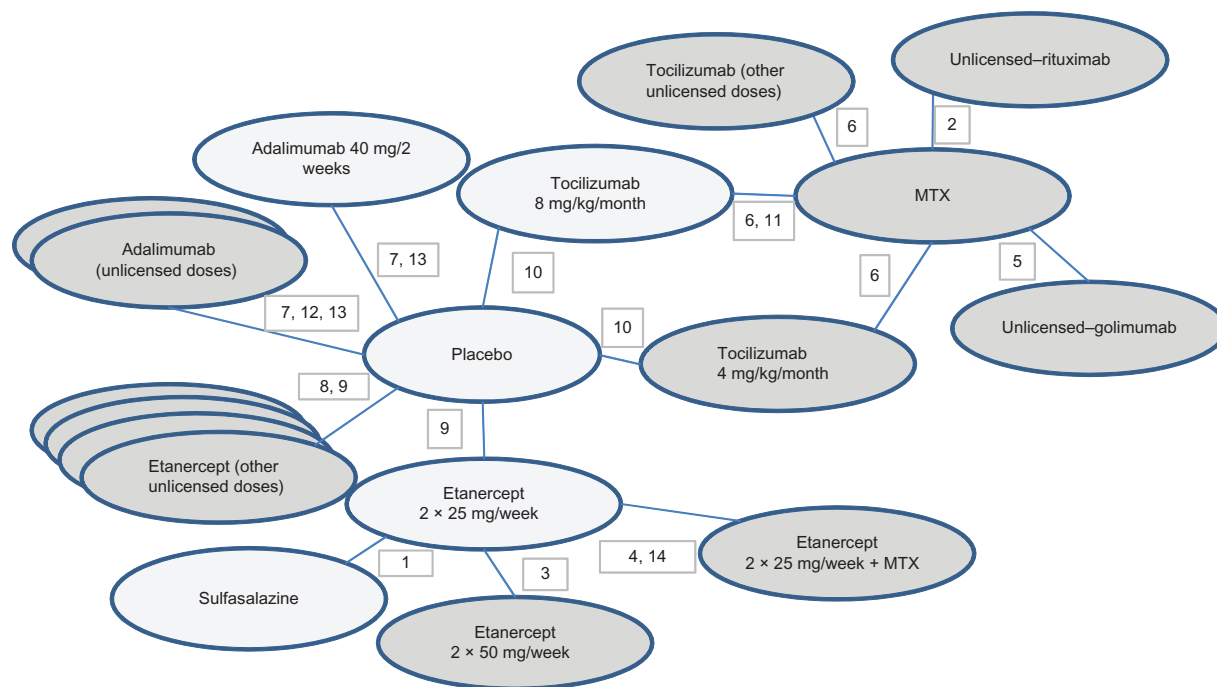 Tocilizumab (other
unlicensed doses)
Unlicensed–rituximab
6
2
Adalimumab 40 mg/2
weeks
Tocilizumab
8 mg/kg/month
6, 11
MTX
Adalimumab
(unlicensed doses)
7, 13
10
6
5
7, 12, 13
Placebo
10
Tocilizumab
4 mg/kg/month
Unlicensed–golimumab
8, 9
9
Etanercept (other
unlicensed doses)
Etanercept
2 × 25 mg/week
1
3
4, 14
Etanercept
2 × 25 mg/week + MTX
Sulfasalazine
Etanercept
2 × 50 mg/week